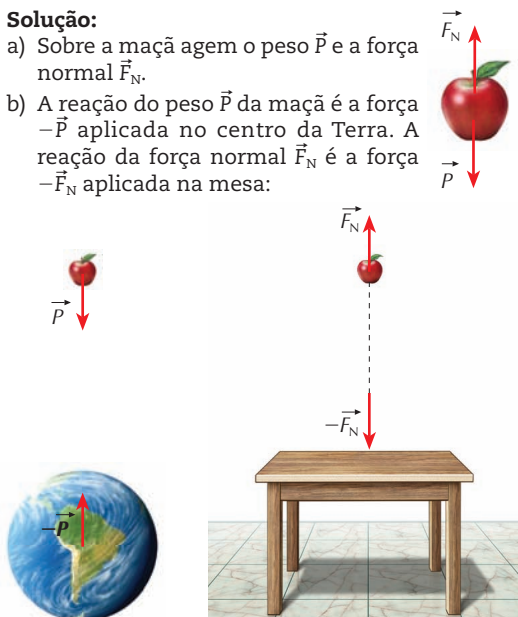 Solução:
a) Sobre a maçã agem o peso P⃗ e a força
normal F⃗N.
b) A reação do peso P⃗ da maçã é a força
−P⃗ aplicada no centro da Terra. A
reação da força normal F⃗N é a força
−F⃗N aplicada na mesa:
F⃗N
P⃗
F⃗N
P⃗
−F⃗N
−P⃗